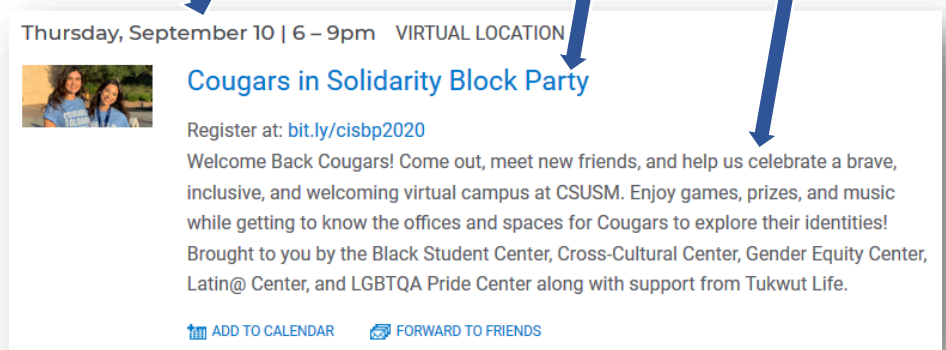 Thursday, September 10 | 6 – 9pm VIRTUAL LOCATION
Cougars in Solidarity Block Party
Register at: bit.ly/cisbp2020
Welcome Back Cougars! Come out, meet new friends, and help us celebrate a brave,
inclusive, and welcoming virtual campus at CSUSM. Enjoy games, prizes, and music
while getting to know the offices and spaces for Cougars to explore their identities!
Brought to you by the Black Student Center, Cross-Cultural Center, Gender Equity Center,
Latin@ Center, and LGBTQA Pride Center along with support from Tukwut Life.
ADD TO CALENDAR FORWARD TO FRIENDS